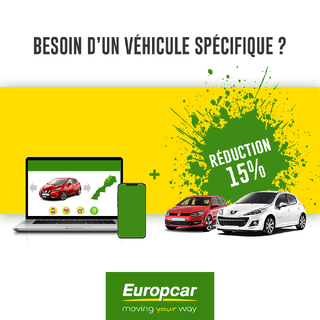 BESOIN D'UN VÉHICULE SPÉCIFIQUE ?
+
RÉDUCTION
15%
Europcar
moving your way